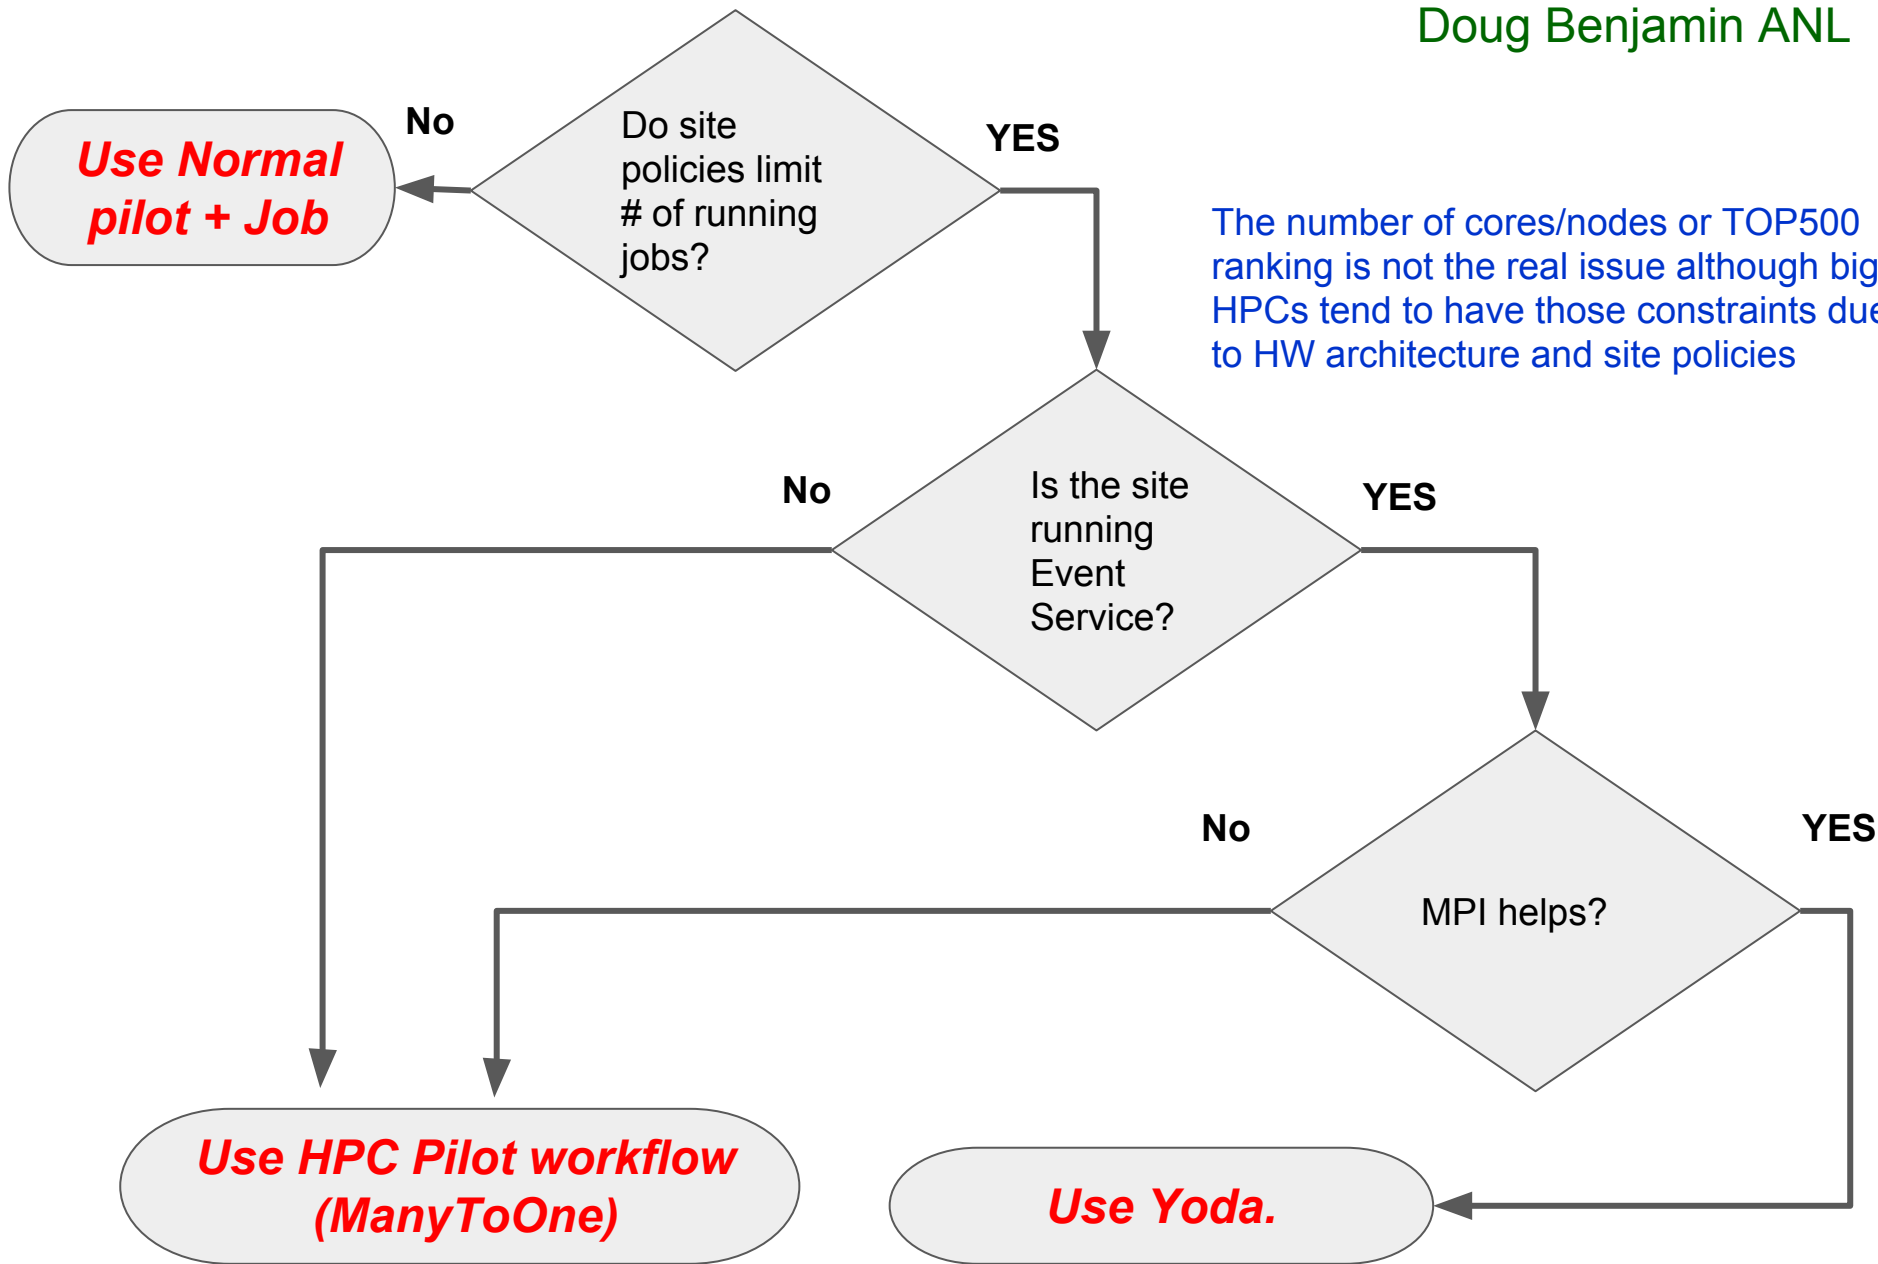 Doug Benjamin ANL
No
Do site
policies limit
# of running
jobs?
YES
Use Normal
pilot + Job
The number of cores/nodes or TOP500
ranking is not the real issue although big
HPCs tend to have those constraints due
to HW architecture and site policies
No
Is the site
running
Event
Service?
YES
No
MPI helps?
YES
Use HPC Pilot workflow
(ManyToOne)
Use Yoda.